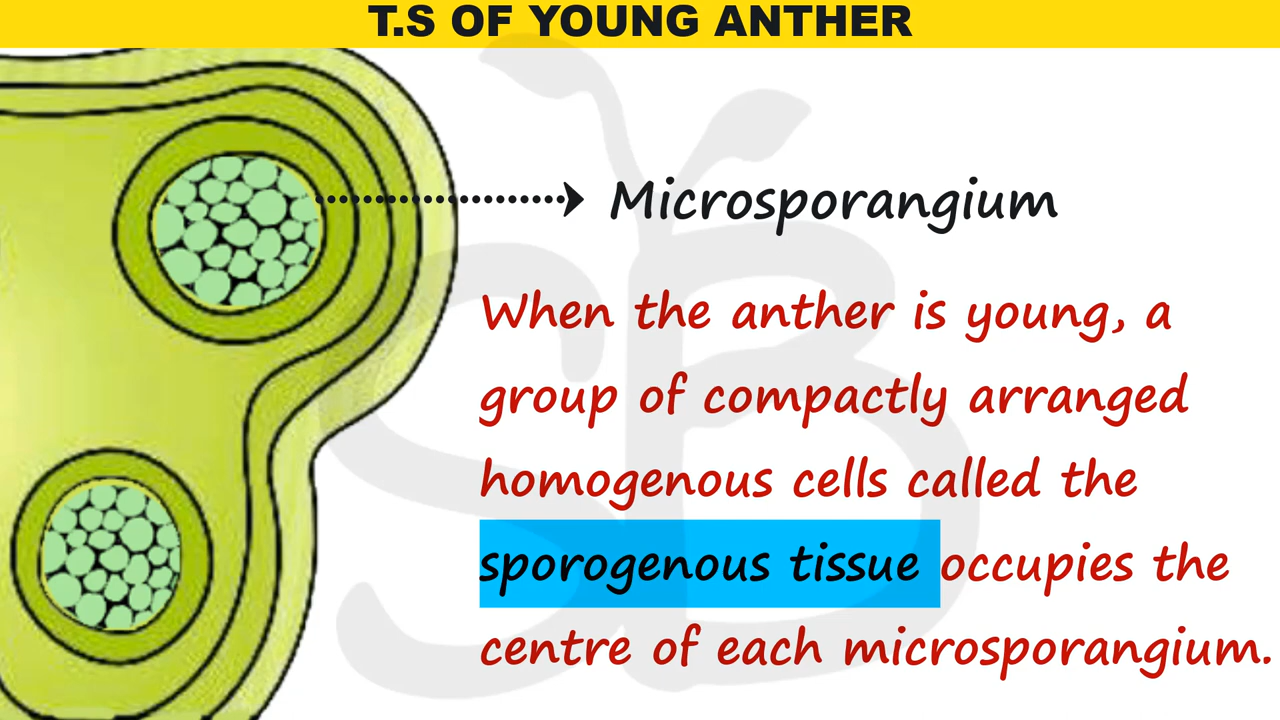 T.S OF YOUNG ANTHER
Microsporangium
When the anther is young, a
group of compactly arranged
homogenous cells called the
sporogenous tissue occupies the
centre of each microsporangium.
SB